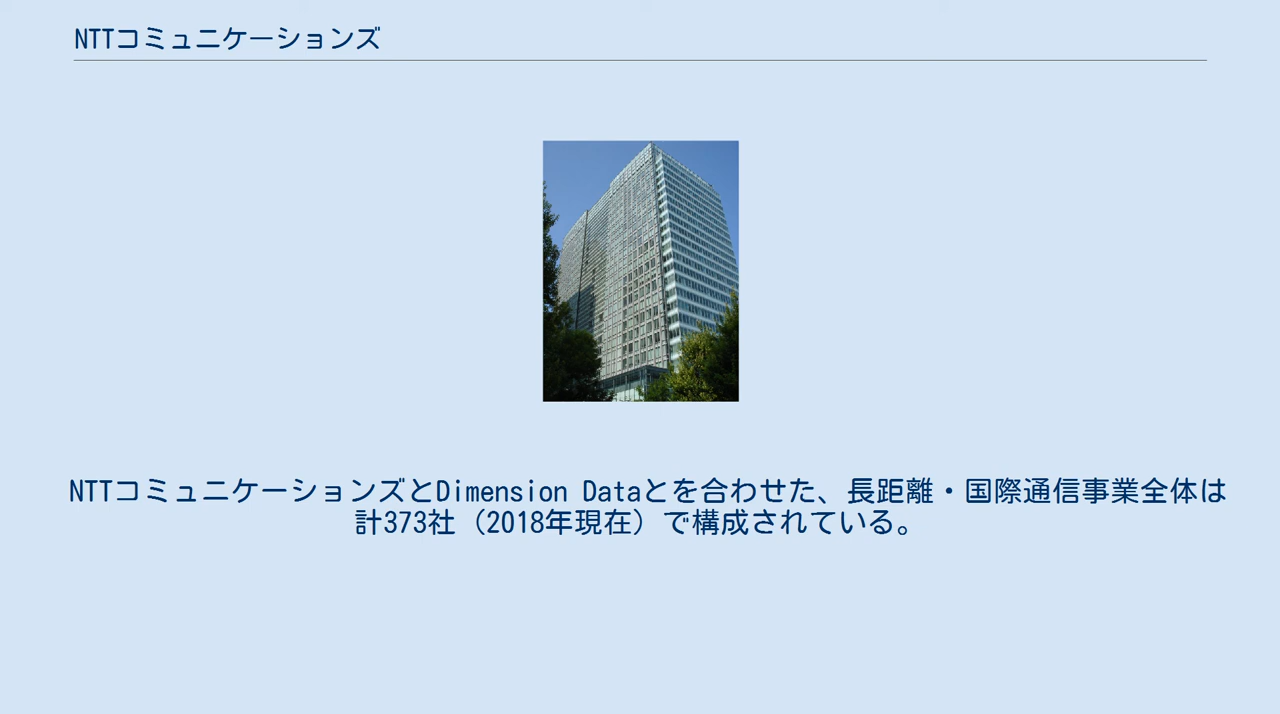 NTTコミュニケーションズ
NTTコミュニケーションズとDimension Dataとを合わせた、長距離・国際通信事業全体は
計373社（2018年現在）で構成されている。